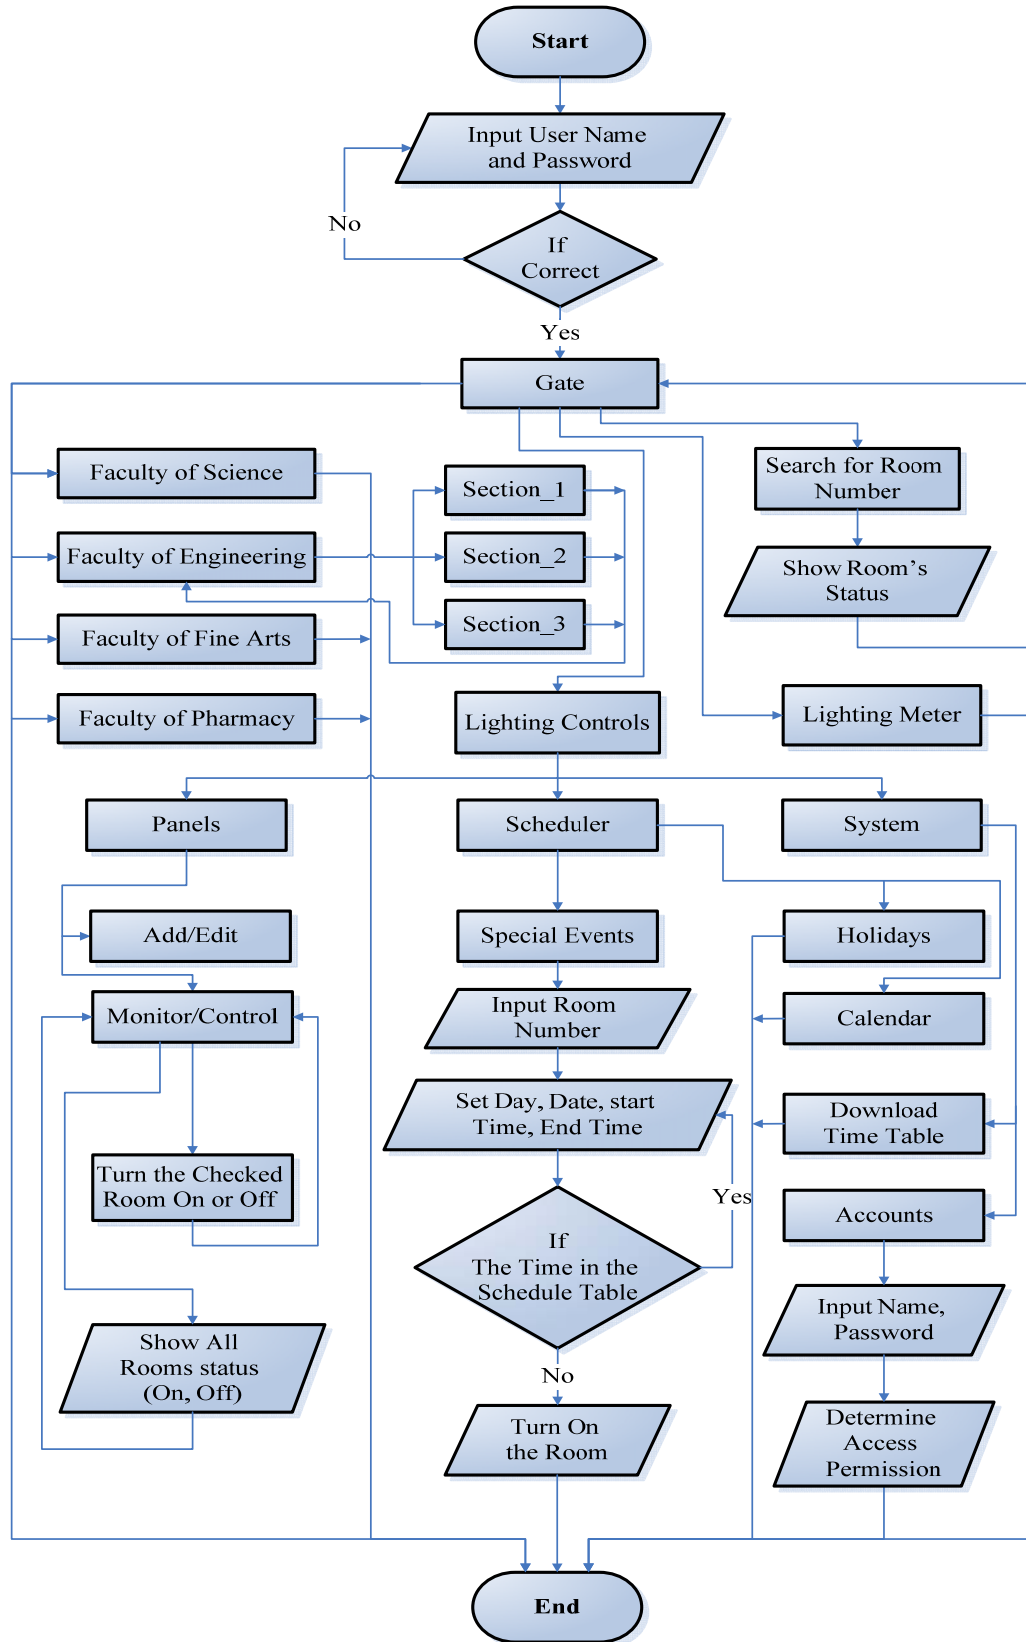 Start
Input User Name
and Password
No
If
Correct
Yes
Gate
Faculty of Science
Section_1
Search for Room
Number
Faculty of Engineering
Section_2
Show Room's
Status
Faculty of Fine Arts
Section_3
Faculty of Pharmacy
Lighting Controls
Lighting Meter
Panels
Scheduler
System
Add/Edit
Special Events
Holidays
Monitor/Control
Input Room
Number
Calendar
Set Day, Date, start
Time, End Time
Download
Time Table
Turn the Checked
Room On or Off
Yes
Accounts
If
The Time in the
Schedule Table
Input Name,
Password
Show All
Rooms status
(On, Off)
No
Turn On
the Room
Determine
Access
Permission
End